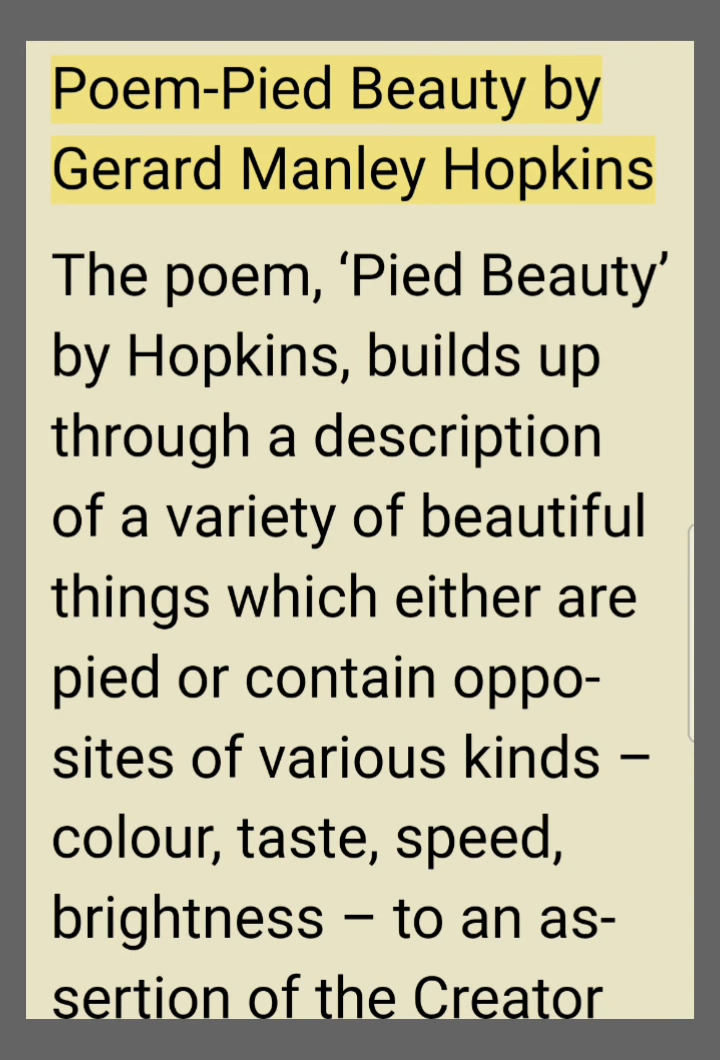 Poem-Pied Beauty by
Gerard Manley Hopkins
The poem, ‘Pied Beauty’
by Hopkins, builds up
through a description
of a variety of beautiful
things which either are
pied or contain oppo-
sites of various kinds –
colour, taste, speed,
brightness – to an as-
sertion of the Creator